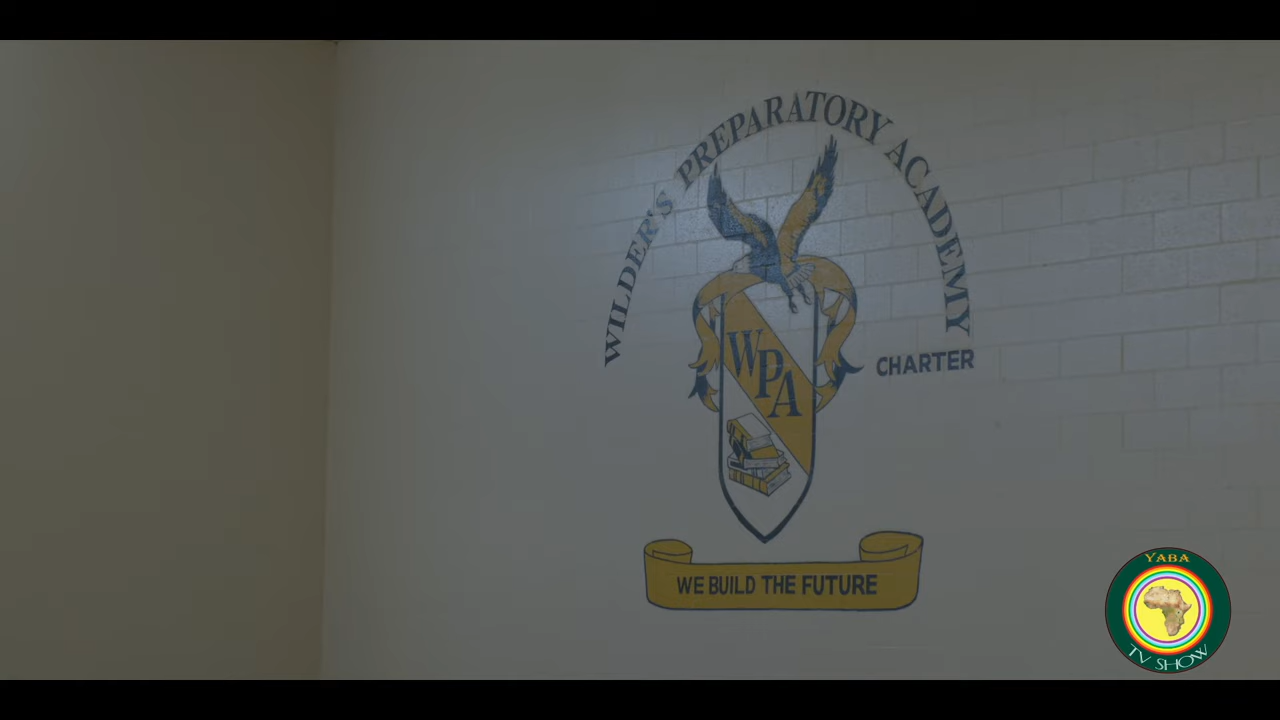 WILDER'S PREPARATORY ACADEMY
CHARTER
WPA
WE BUILD THE FUTURE
YABA
TV SHOW